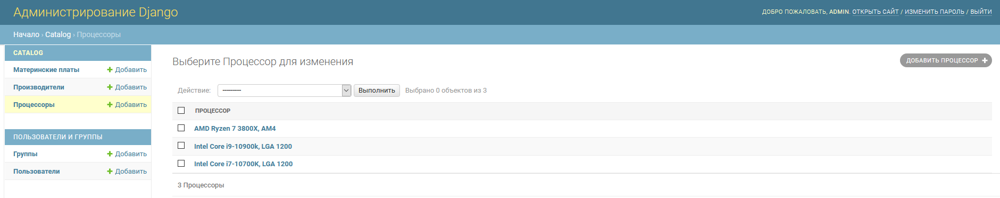 Администрирование Django
ДОБРО ПОЖАЛОВАТЬ, ADMIN. ОТКРЫТЬ САЙТ / ИЗМЕНИТЬ ПАРОЛЬ / ВЫЙТИ
Начало › Catalog › Процессоры
CATALOG
Материнские платы Добавить
Производители Добавить
Процессоры Добавить
ПОЛЬЗОВАТЕЛИ И ГРУППЫ
Группы Добавить
Пользователи Добавить
Выберите Процессор для изменения
ДОБАВИТЬ ПРОЦЕССОР
Действие: --------- Выполнить Выбрано 0 объектов из 3
ПРОЦЕССОР
AMD Ryzen 7 3800X, AM4
Intel Core i9-10900k, LGA 1200
Intel Core i7-10700K, LGA 1200
3 Процессоры